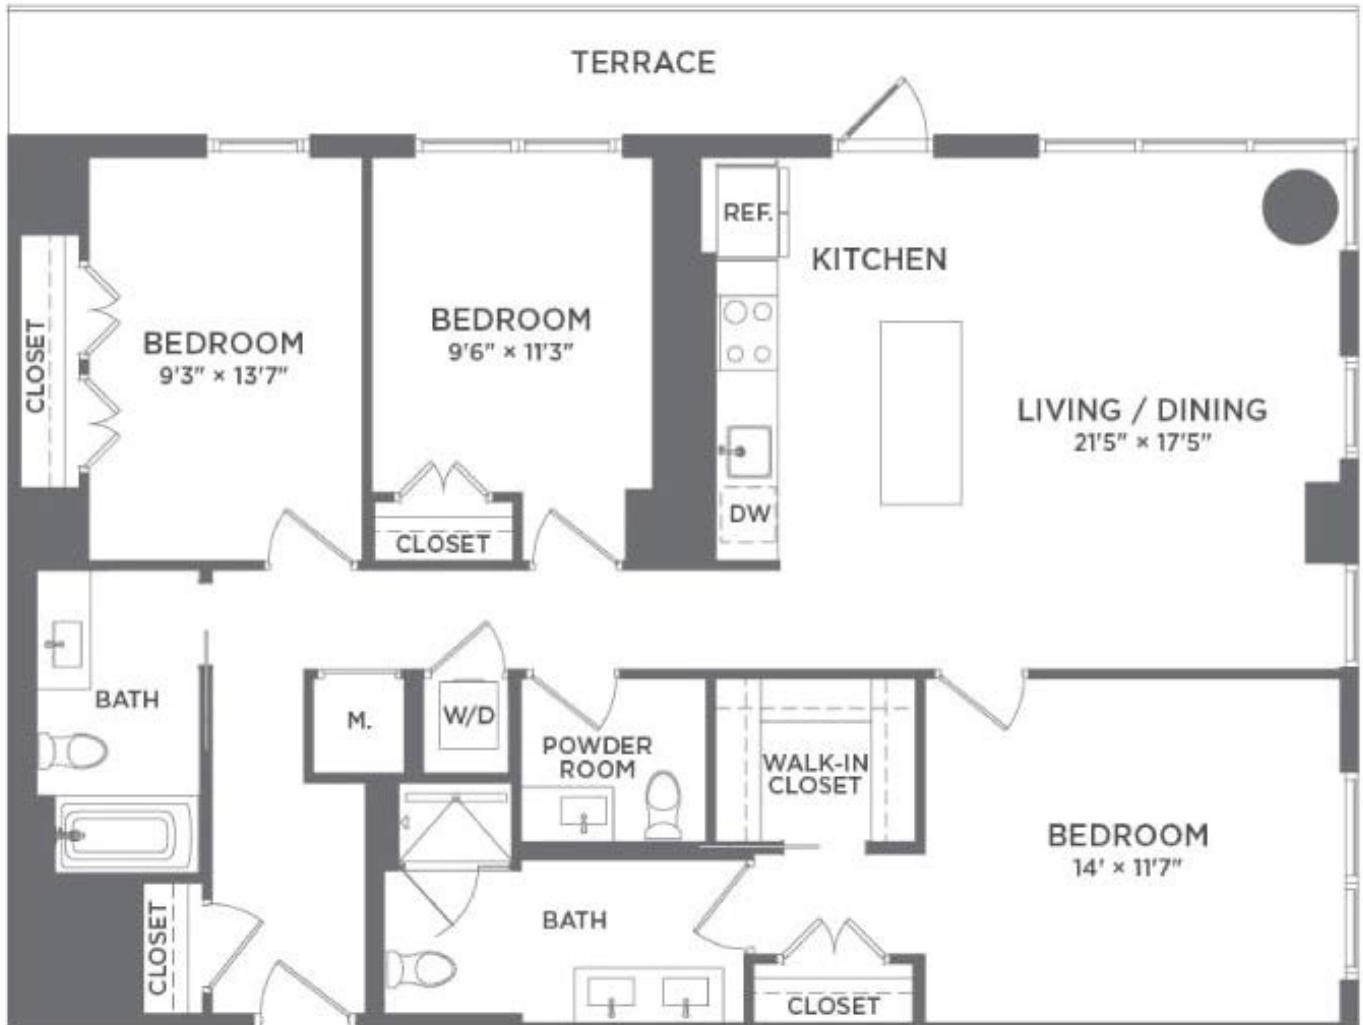 TERRACE
REF.
KITCHEN
BEDROOM
9'6" × 11'3"
BEDROOM
9'3" × 13'7"
CLOSET
LIVING / DINING
21'5" × 17'5"
DW
CLOSET
BATH
M.
W/D
POWDER
ROOM
WALK-IN
CLOSET
BEDROOM
14' × 11'7"
BATH
CLOSET
CLOSET